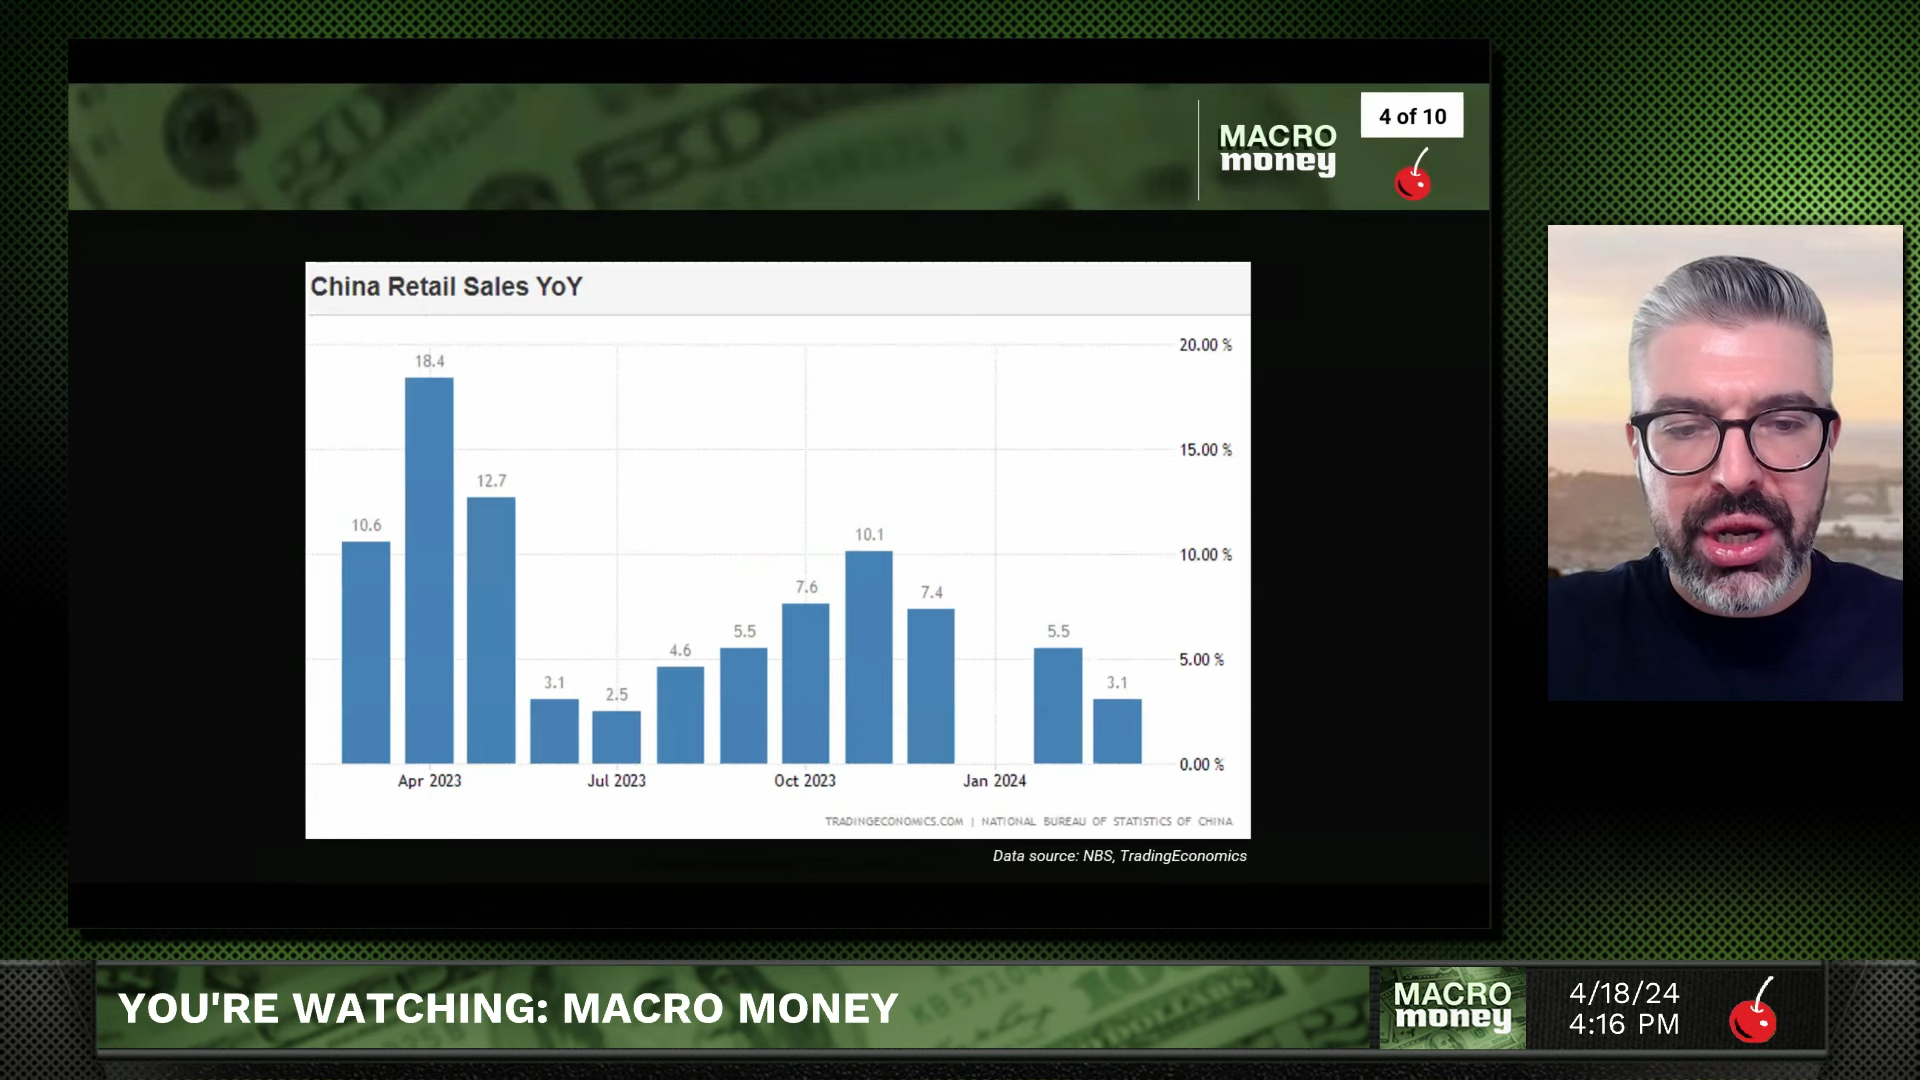 4 of 10
MACRO
money
China Retail Sales YoY
20.00 %
18.4
15.00 %
12.7
10.6
10.1
10.00 %
7.6
7.4
5.5
5.5
4.6
5.00 %
3.1
2.5
3.1
0.00 %
Apr 2023
Jul 2023
Oct 2023
Jan 2024
TRADINGECONOMICS.COM | NATIONAL BUREAU OF STATISTICS OF CHINA
Data source: NBS, TradingEconomics
YOU'RE WATCHING: MACRO MONEY
MACRO
money
4/18/24
4:16 PM